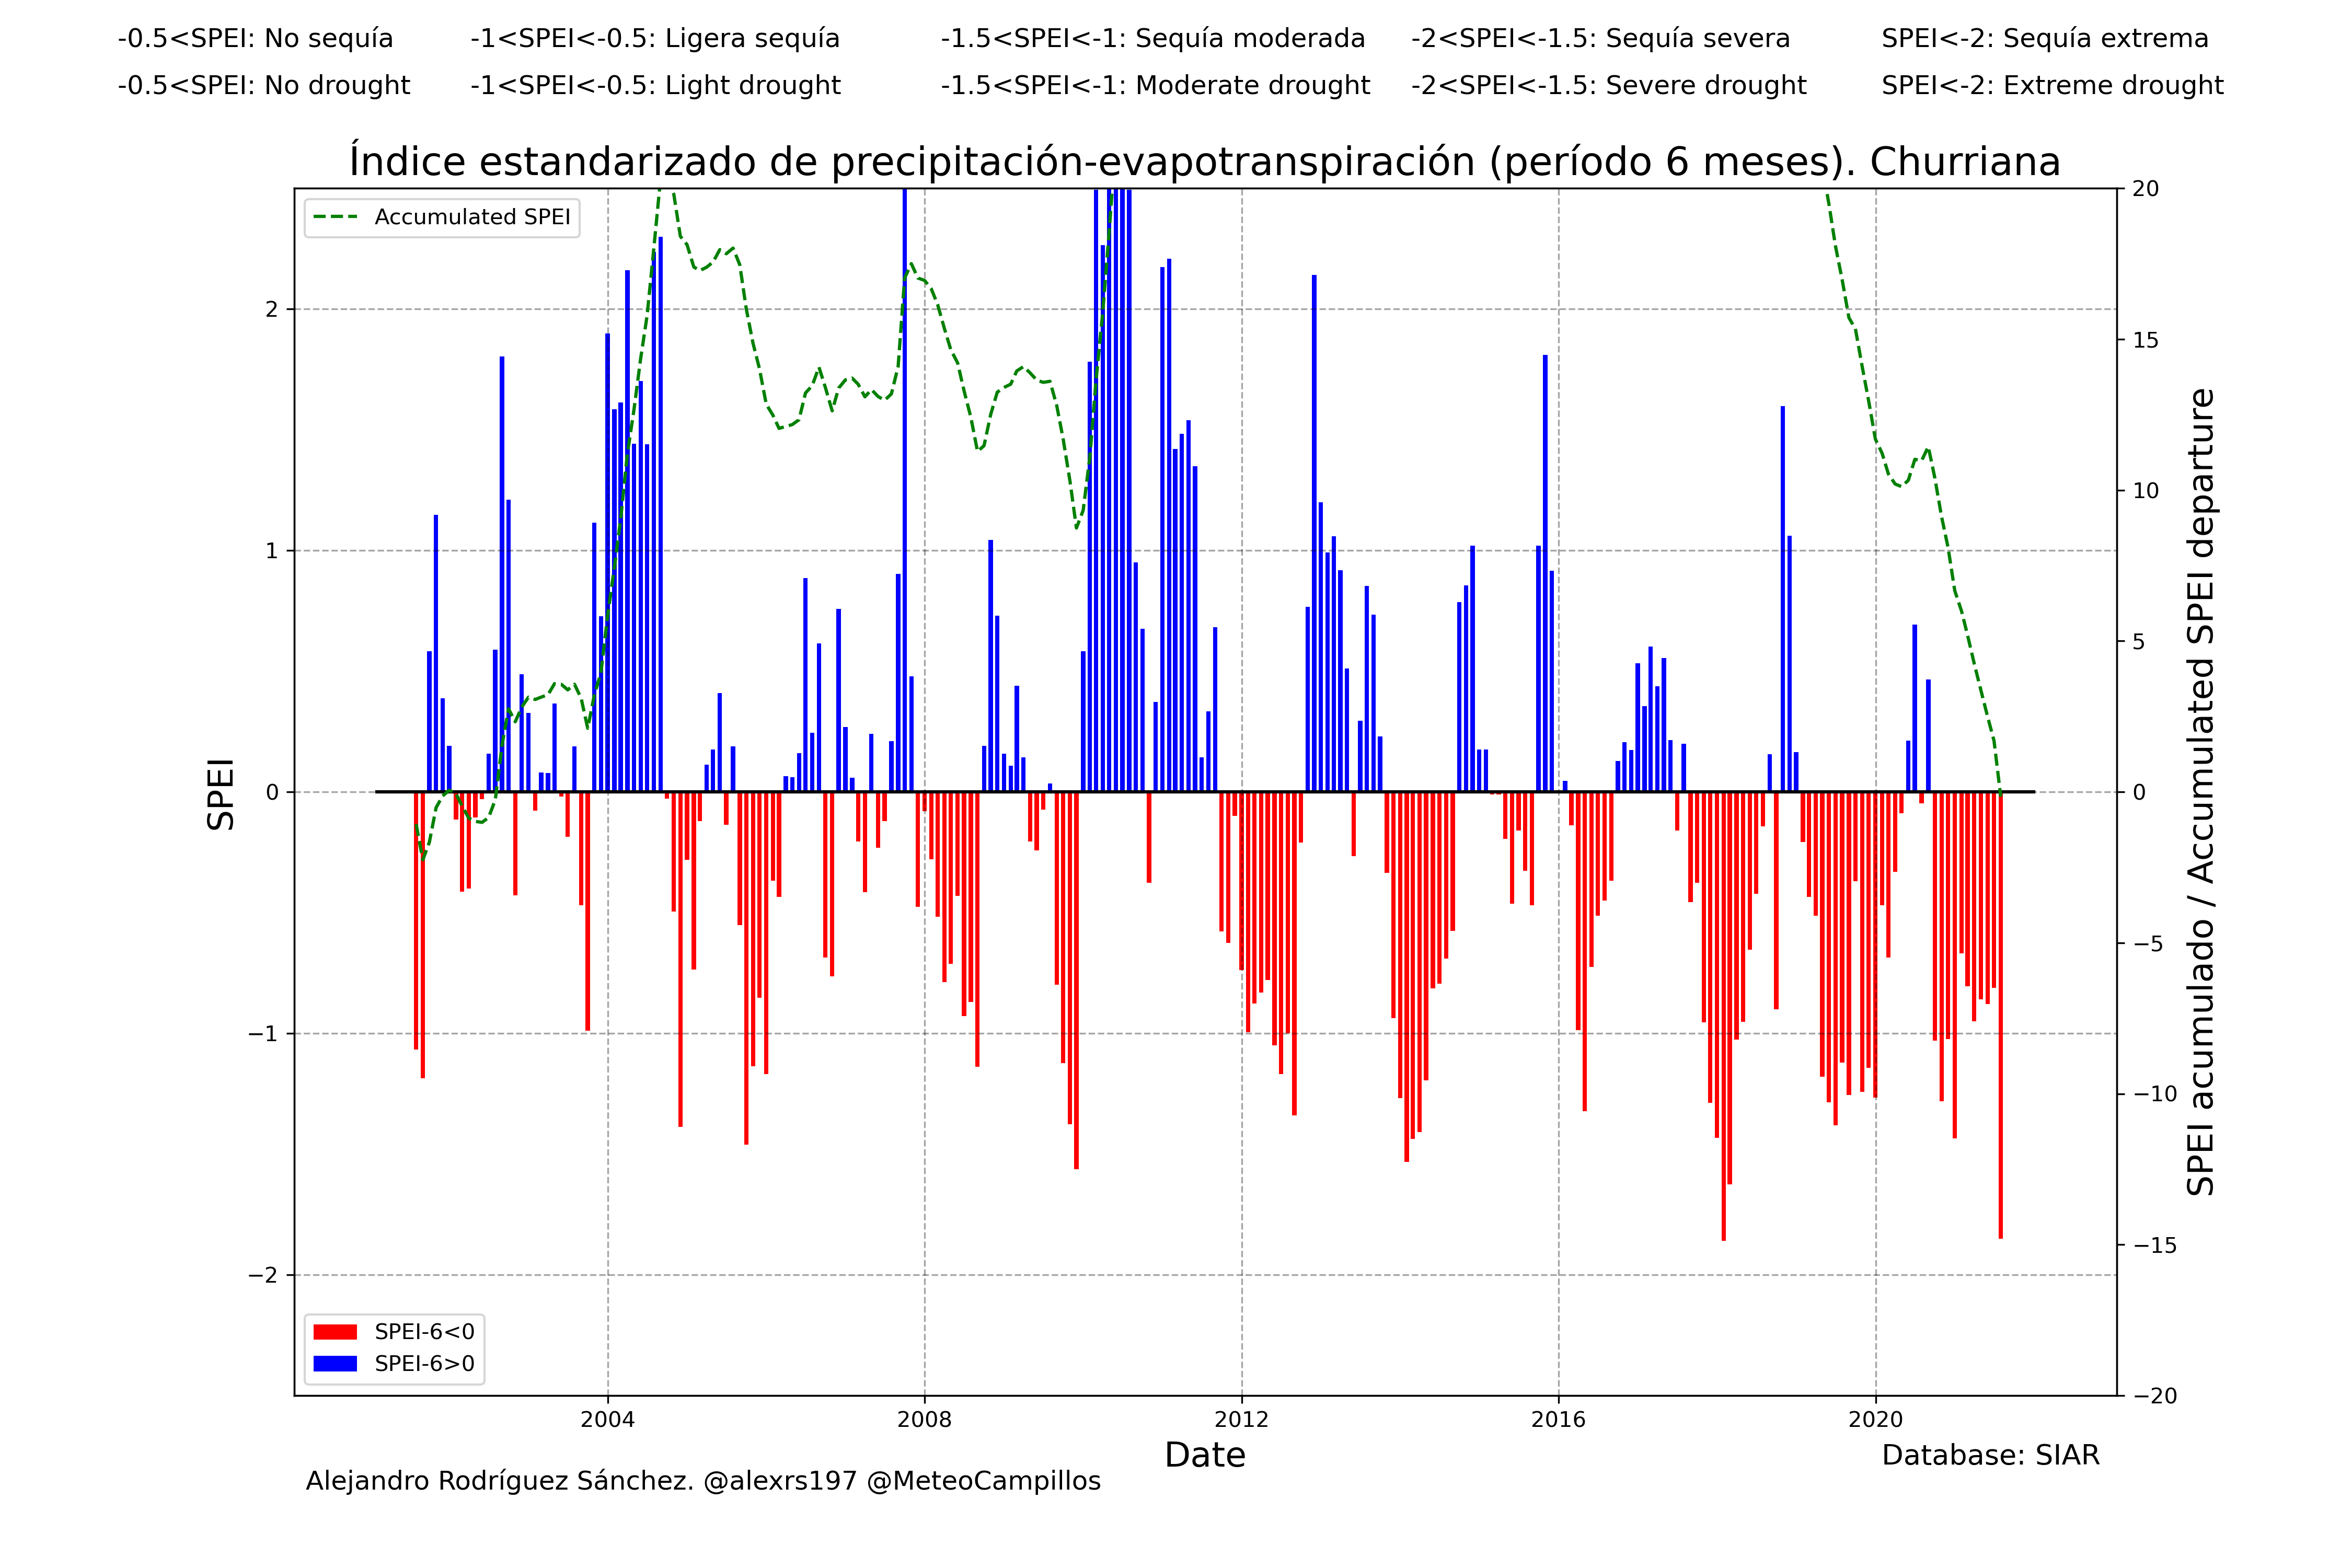 -0.5<SPEI: No sequía -1<SPEI<-0.5: Ligera sequía -1.5<SPEI<-1: Sequía moderada -2<SPEI<-1.5: Sequía severa SPEI<-2: Sequía extrema
-0.5<SPEI: No drought -1<SPEI<-0.5: Light drought -1.5<SPEI<-1: Moderate drought -2<SPEI<-1.5: Severe drought SPEI<-2: Extreme drought
Índice estandarizado de precipitación-evapotranspiración (período 6 meses). Churriana
Accumulated SPEI
SPEI
2
1
0
−1
−2
20
15
10
5
0
−5
−10
−15
−20
SPEI acumulado / Accumulated SPEI departure
SPEI-6<0
SPEI-6>0
2004 2008 2012 2016 2020
Date
Database: SIAR
Alejandro Rodríguez Sánchez. @alexrs197 @MeteoCampillos